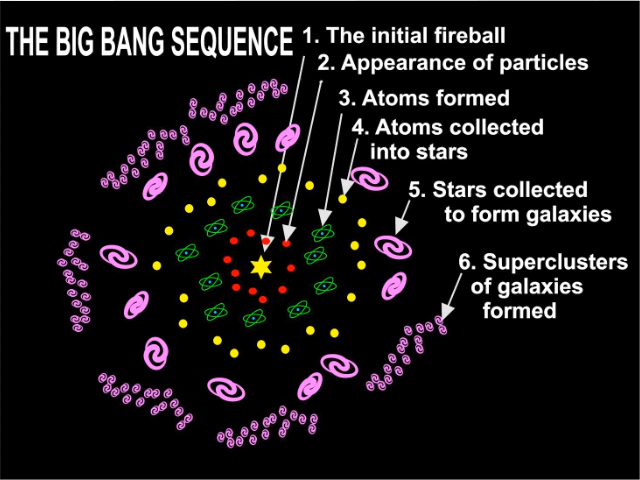 THE BIG BANG SEQUENCE
1. The initial fireball
2. Appearance of particles
3. Atoms formed
4. Atoms collected
into stars
5. Stars collected
to form galaxies
6. Superclusters
of galaxies
formed